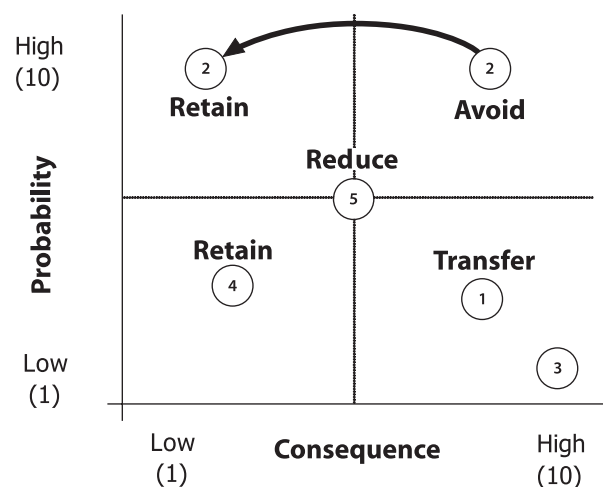 High
(10)
2
2
Retain
Avoid
Reduce
5
Probability
Retain
4
Transfer
1
3
Low
(1)
Low
(1)
Consequence
High
(10)